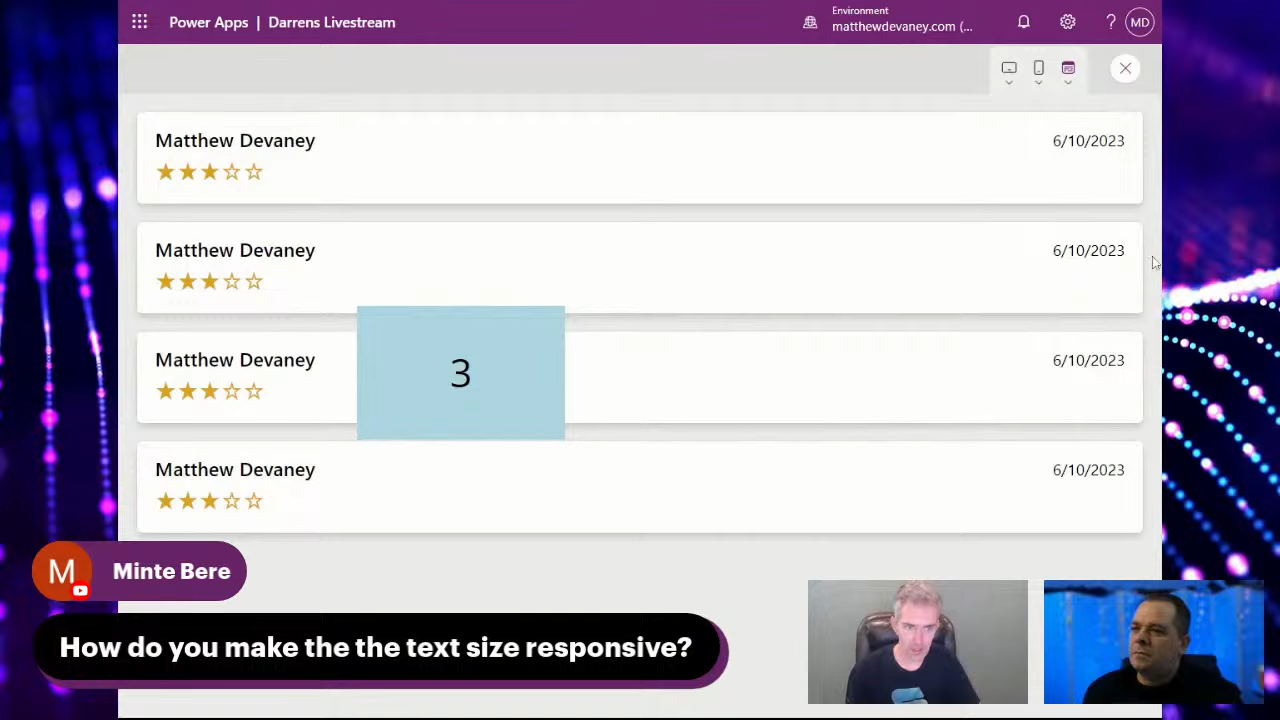 Power Apps | Darrens Livestream
Environment
matthewdevaney.com (...
?
MD
Matthew Devaney
6/10/2023
★★★☆☆
Matthew Devaney
6/10/2023
★★★☆☆
3
Matthew Devaney
6/10/2023
★★★☆☆
Matthew Devaney
6/10/2023
★★★☆☆
M
Minte Bere
How do you make the the text size responsive?